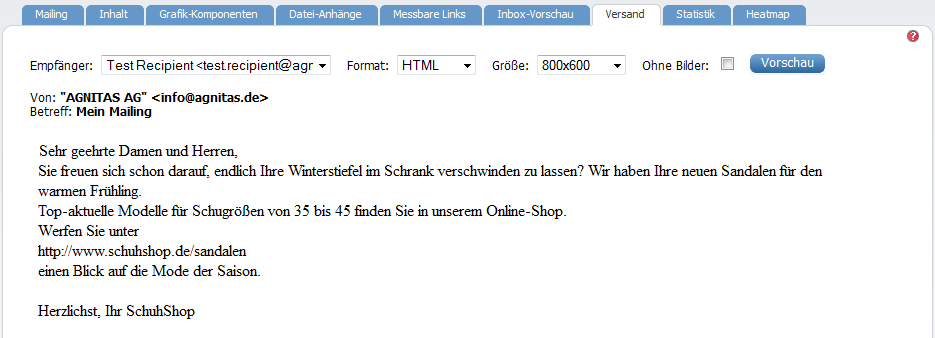 Mailing Inhalt Grafik-Komponenten Datei-Anhänge Messbare Links Inbox-Vorschau Versand Statistik Heatmap
?
Empfänger: Test Recipient <test.recipient@agr Format: HTML Größe: 800x600 Ohne Bilder: Vorschau
Von: "AGNITAS AG" <info@agnitas.de>
Betreff: Mein Mailing
Sehr geehrte Damen und Herren,
Sie freuen sich schon darauf, endlich Ihre Winterstiefel im Schrank verschwinden zu lassen? Wir haben Ihre neuen Sandalen für den
warmen Frühling.
Top-aktuelle Modelle für Schugrößen von 35 bis 45 finden Sie in unserem Online-Shop.
Werfen Sie unter
http://www.schuhshop.de/sandalen
einen Blick auf die Mode der Saison.
Herzlichst, Ihr SchuhShop